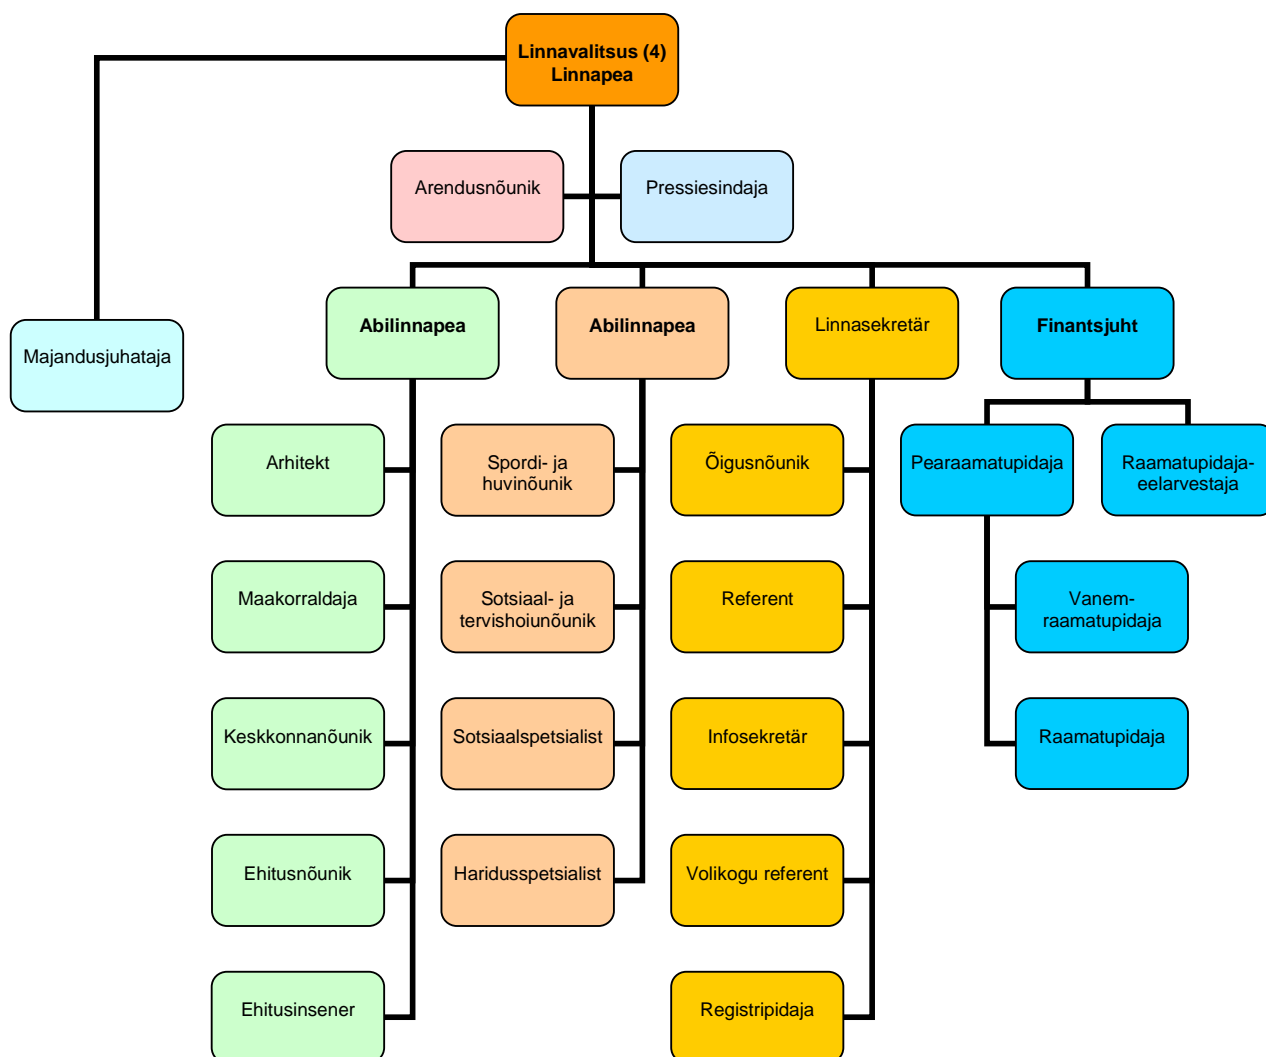 Linnavalitsus (4)
Linnapea
Arendusnõunik
Pressiesindaja
Majandusjuhataja
Abilinnapea
Abilinnapea
Linnasekretär
Finantsjuht
Arhitekt
Spordi- ja
huvinõunik
Õigusnõunik
Pearaamatupidaja
Raamatupidaja-
eelarvestaja
Maakorraldaja
Sotsiaal- ja
tervishoiunõunik
Referent
Vanem-
raamatupidaja
Keskkonnanõunik
Sotsiaalspetsialist
Infosekretär
Raamatupidaja
Ehitusnõunik
Haridusspetsialist
Volikogu referent
Ehitusinsener
Registripidaja